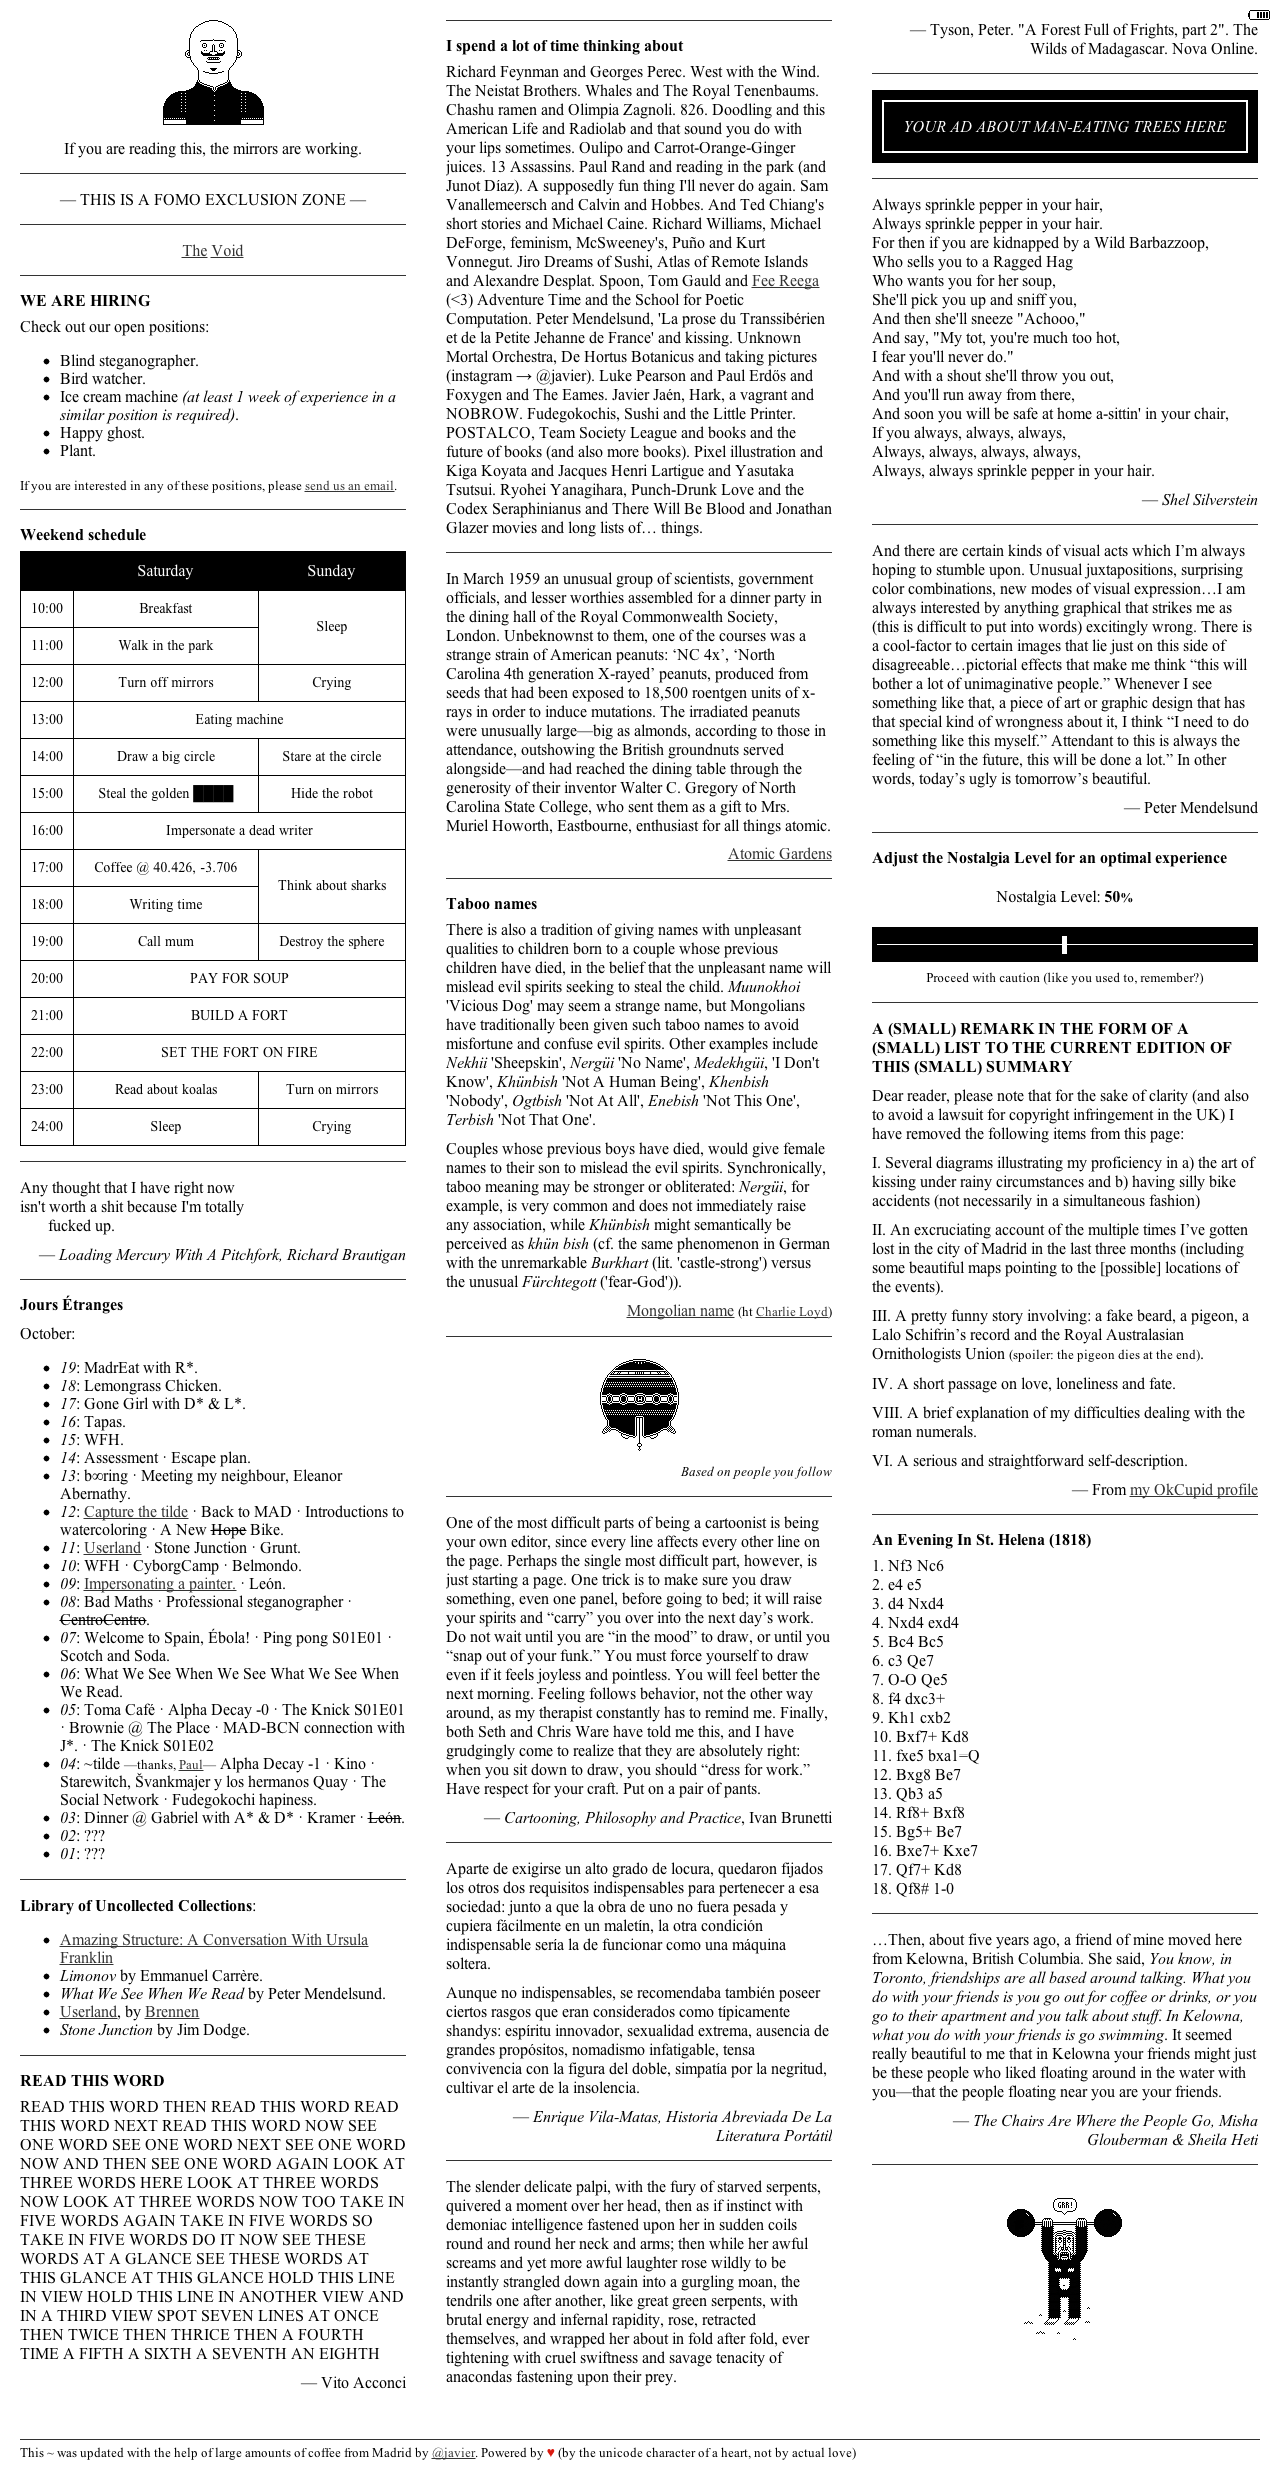 If you are reading this, the mirrors are working.
— THIS IS A FOMO EXCLUSION ZONE —
The Void
WE ARE HIRING
Check out our open positions:
• Blind steganographer.
• Bird watcher.
• Ice cream machine (at least 1 week of experience in a
similar position is required).
• Happy ghost.
• Plant.
If you are interested in any of these positions, please send us an email.
Weekend schedule
Saturday Sunday
10:00 Breakfast Sleep
11:00 Walk in the park
12:00 Turn off mirrors Crying
13:00 Eating machine
14:00 Draw a big circle Stare at the circle
15:00 Steal the golden ████ Hide the robot
16:00 Impersonate a dead writer
17:00 Coffee @ 40.426, -3.706 Think about sharks
18:00 Writing time
19:00 Call mum Destroy the sphere
20:00 PAY FOR SOUP
21:00 BUILD A FORT
22:00 SET THE FORT ON FIRE
23:00 Read about koalas Turn on mirrors
24:00 Sleep Crying
Any thought that I have right now
isn't worth a shit because I'm totally
fucked up.
— Loading Mercury With A Pitchfork, Richard Brautigan
Jours Étranges
October:
• 19: MadrEat with R*.
• 18: Lemongrass Chicken.
• 17: Gone Girl with D* & L*.
• 16: Tapas.
• 15: WFH.
• 14: Assessment · Escape plan.
• 13: b∞ring · Meeting my neighbour, Eleanor
Abernathy.
• 12: Capture the tilde · Back to MAD · Introductions to
watercoloring · A New Hope Bike.
• 11: Userland · Stone Junction · Grunt.
• 10: WFH · CyborgCamp · Belmondo.
• 09: Impersonating a painter. · León.
• 08: Bad Maths · Professional steganographer ·
CentroCentro.
• 07: Welcome to Spain, Ébola! · Ping pong S01E01 ·
Scotch and Soda.
• 06: What We See When We See What We See When
We Read.
• 05: Toma Café · Alpha Decay -0 · The Knick S01E01
· Brownie @ The Place · MAD-BCN connection with
J*. · The Knick S01E02
• 04: ~tilde —thanks, Paul— Alpha Decay -1 · Kino ·
Starewitch, Švankmajer y los hermanos Quay · The
Social Network · Fudegokochi hapiness.
• 03: Dinner @ Gabriel with A* & D* · Kramer · León.
• 02: ???
• 01: ???
Library of Uncollected Collections:
• Amazing Structure: A Conversation With Ursula
Franklin
• Limonov by Emmanuel Carrère.
• What We See When We Read by Peter Mendelsund.
• Userland, by Brennen
• Stone Junction by Jim Dodge.
READ THIS WORD
READ THIS WORD THEN READ THIS WORD READ
THIS WORD NEXT READ THIS WORD NOW SEE
ONE WORD SEE ONE WORD NEXT SEE ONE WORD
NOW AND THEN SEE ONE WORD AGAIN LOOK AT
THREE WORDS HERE LOOK AT THREE WORDS
NOW LOOK AT THREE WORDS NOW TOO TAKE IN
FIVE WORDS AGAIN TAKE IN FIVE WORDS SO
TAKE IN FIVE WORDS DO IT NOW SEE THESE
WORDS AT A GLANCE SEE THESE WORDS AT
THIS GLANCE AT THIS GLANCE HOLD THIS LINE
IN VIEW HOLD THIS LINE IN ANOTHER VIEW AND
IN A THIRD VIEW SPOT SEVEN LINES AT ONCE
THEN TWICE THEN THRICE THEN A FOURTH
TIME A FIFTH A SIXTH A SEVENTH AN EIGHTH
— Vito Acconci
I spend a lot of time thinking about
Richard Feynman and Georges Perec. West with the Wind.
The Neistat Brothers. Whales and The Royal Tenenbaums.
Chashu ramen and Olimpia Zagnoli. 826. Doodling and this
American Life and Radiolab and that sound you do with
your lips sometimes. Oulipo and Carrot-Orange-Ginger
juices. 13 Assassins. Paul Rand and reading in the park (and
Junot Díaz). A supposedly fun thing I'll never do again. Sam
Vanallemeersch and Calvin and Hobbes. And Ted Chiang's
short stories and Michael Caine. Richard Williams, Michael
DeForge, feminism, McSweeney's, Puño and Kurt
Vonnegut. Jiro Dreams of Sushi, Atlas of Remote Islands
and Alexandre Desplat. Spoon, Tom Gauld and Fee Reega
(<3) Adventure Time and the School for Poetic
Computation. Peter Mendelsund, 'La prose du Transsibérien
et de la Petite Jehanne de France' and kissing. Unknown
Mortal Orchestra, De Hortus Botanicus and taking pictures
(instagram → @javier). Luke Pearson and Paul Erdős and
Foxygen and The Eames. Javier Jaén, Hark, a vagrant and
NOBROW. Fudegokochis, Sushi and the Little Printer.
POSTALCO, Team Society League and books and the
future of books (and also more books). Pixel illustration and
Kiga Koyata and Jacques Henri Lartigue and Yasutaka
Tsutsui. Ryohei Yanagihara, Punch-Drunk Love and the
Codex Seraphinianus and There Will Be Blood and Jonathan
Glazer movies and long lists of… things.
In March 1959 an unusual group of scientists, government
officials, and lesser worthies assembled for a dinner party in
the dining hall of the Royal Commonwealth Society,
London. Unbeknownst to them, one of the courses was a
strange strain of American peanuts: ‘NC 4x’, ‘North
Carolina 4th generation X-rayed’ peanuts, produced from
seeds that had been exposed to 18,500 roentgen units of x-
rays in order to induce mutations. The irradiated peanuts
were unusually large—big as almonds, according to those in
attendance, outshowing the British groundnuts served
alongside—and had reached the dining table through the
generosity of their inventor Walter C. Gregory of North
Carolina State College, who sent them as a gift to Mrs.
Muriel Howorth, Eastbourne, enthusiast for all things atomic.
Atomic Gardens
Taboo names
There is also a tradition of giving names with unpleasant
qualities to children born to a couple whose previous
children have died, in the belief that the unpleasant name will
mislead evil spirits seeking to steal the child. Muunokhoi
'Vicious Dog' may seem a strange name, but Mongolians
have traditionally been given such taboo names to avoid
misfortune and confuse evil spirits. Other examples include
Nekhii 'Sheepskin', Nergüi 'No Name', Medekhgüi, 'I Don't
Know', Khünbish 'Not A Human Being', Khenbish
'Nobody', Ogtbish 'Not At All', Enebish 'Not This One',
Terbish 'Not That One'.
Couples whose previous boys have died, would give female
names to their son to mislead the evil spirits. Synchronically,
taboo meaning may be stronger or obliterated: Nergüi, for
example, is very common and does not immediately raise
any association, while Khünbish might semantically be
perceived as khün bish (cf. the same phenomenon in German
with the unremarkable Burkhart (lit. 'castle-strong') versus
the unusual Fürchtegott ('fear-God')).
Mongolian name (ht Charlie Loyd)
Based on people you follow
One of the most difficult parts of being a cartoonist is being
your own editor, since every line affects every other line on
the page. Perhaps the single most difficult part, however, is
just starting a page. One trick is to make sure you draw
something, even one panel, before going to bed; it will raise
your spirits and “carry” you over into the next day’s work.
Do not wait until you are “in the mood” to draw, or until you
“snap out of your funk.” You must force yourself to draw
even if it feels joyless and pointless. You will feel better the
next morning. Feeling follows behavior, not the other way
around, as my therapist constantly has to remind me. Finally,
both Seth and Chris Ware have told me this, and I have
grudgingly come to realize that they are absolutely right:
when you sit down to draw, you should “dress for work.”
Have respect for your craft. Put on a pair of pants.
— Cartooning, Philosophy and Practice, Ivan Brunetti
Aparte de exigirse un alto grado de locura, quedaron fijados
los otros dos requisitos indispensables para pertenecer a esa
sociedad: junto a que la obra de uno no fuera pesada y
cupiera fácilmente en un maletín, la otra condición
indispensable sería la de funcionar como una máquina
soltera.
Aunque no indispensables, se recomendaba también poseer
ciertos rasgos que eran considerados como típicamente
shandys: espíritu innovador, sexualidad extrema, ausencia de
grandes propósitos, nomadismo infatigable, tensa
convivencia con la figura del doble, simpatía por la negritud,
cultivar el arte de la insolencia.
— Enrique Vila-Matas, Historia Abreviada De La
Literatura Portátil
The slender delicate palpi, with the fury of starved serpents,
quivered a moment over her head, then as if instinct with
demoniac intelligence fastened upon her in sudden coils
round and round her neck and arms; then while her awful
screams and yet more awful laughter rose wildly to be
instantly strangled down again into a gurgling moan, the
tendrils one after another, like great green serpents, with
brutal energy and infernal rapidity, rose, retracted
themselves, and wrapped her about in fold after fold, ever
tightening with cruel swiftness and savage tenacity of
anacondas fastening upon their prey.
— Tyson, Peter. "A Forest Full of Frights, part 2". The
Wilds of Madagascar. Nova Online.
YOUR AD ABOUT MAN-EATING TREES HERE
Always sprinkle pepper in your hair,
Always sprinkle pepper in your hair.
For then if you are kidnapped by a Wild Barbazzoop,
Who sells you to a Ragged Hag
Who wants you for her soup,
She'll pick you up and sniff you,
And then she'll sneeze "Achooo,"
And say, "My tot, you're much too hot,
I fear you'll never do."
And with a shout she'll throw you out,
And you'll run away from there,
And soon you will be safe at home a-sittin' in your chair,
If you always, always, always,
Always, always, always, always,
Always, always sprinkle pepper in your hair.
— Shel Silverstein
And there are certain kinds of visual acts which I’m always
hoping to stumble upon. Unusual juxtapositions, surprising
color combinations, new modes of visual expression…I am
always interested by anything graphical that strikes me as
(this is difficult to put into words) excitingly wrong. There is
a cool-factor to certain images that lie just on this side of
disagreeable…pictorial effects that make me think “this will
bother a lot of unimaginative people.” Whenever I see
something like that, a piece of art or graphic design that has
that special kind of wrongness about it, I think “I need to do
something like this myself.” Attendant to this is always the
feeling of “in the future, this will be done a lot.” In other
words, today’s ugly is tomorrow’s beautiful.
— Peter Mendelsund
Adjust the Nostalgia Level for an optimal experience
Nostalgia Level: 50%
Proceed with caution (like you used to, remember?)
A (SMALL) REMARK IN THE FORM OF A
(SMALL) LIST TO THE CURRENT EDITION OF
THIS (SMALL) SUMMARY
Dear reader, please note that for the sake of clarity (and also
to avoid a lawsuit for copyright infringement in the UK) I
have removed the following items from this page:
I. Several diagrams illustrating my proficiency in a) the art of
kissing under rainy circumstances and b) having silly bike
accidents (not necessarily in a simultaneous fashion)
II. An excruciating account of the multiple times I’ve gotten
lost in the city of Madrid in the last three months (including
some beautiful maps pointing to the [possible] locations of
the events).
III. A pretty funny story involving: a fake beard, a pigeon, a
Lalo Schifrin’s record and the Royal Australasian
Ornithologists Union (spoiler: the pigeon dies at the end).
IV. A short passage on love, loneliness and fate.
VIII. A brief explanation of my difficulties dealing with the
roman numerals.
VI. A serious and straightforward self-description.
— From my OkCupid profile
An Evening In St. Helena (1818)
1. Nf3 Nc6
2. e4 e5
3. d4 Nxd4
4. Nxd4 exd4
5. Bc4 Bc5
6. c3 Qe7
7. O-O Qe5
8. f4 dxc3+
9. Kh1 cxb2
10. Bxf7+ Kd8
11. fxe5 bxa1=Q
12. Bxg8 Be7
13. Qb3 a5
14. Rf8+ Bxf8
15. Bg5+ Be7
16. Bxe7+ Kxe7
17. Qf7+ Kd8
18. Qf8# 1-0
…Then, about five years ago, a friend of mine moved here
from Kelowna, British Columbia. She said, You know, in
Toronto, friendships are all based around talking. What you
do with your friends is you go out for coffee or drinks, or you
go to their apartment and you talk about stuff. In Kelowna,
what you do with your friends is go swimming. It seemed
really beautiful to me that in Kelowna your friends might just
be these people who liked floating around in the water with
you—that the people floating near you are your friends.
— The Chairs Are Where the People Go, Misha
Glouberman & Sheila Heti
GRR!
This ~ was updated with the help of large amounts of coffee from Madrid by @javier. Powered by ♥ (by the unicode character of a heart, not by actual love)